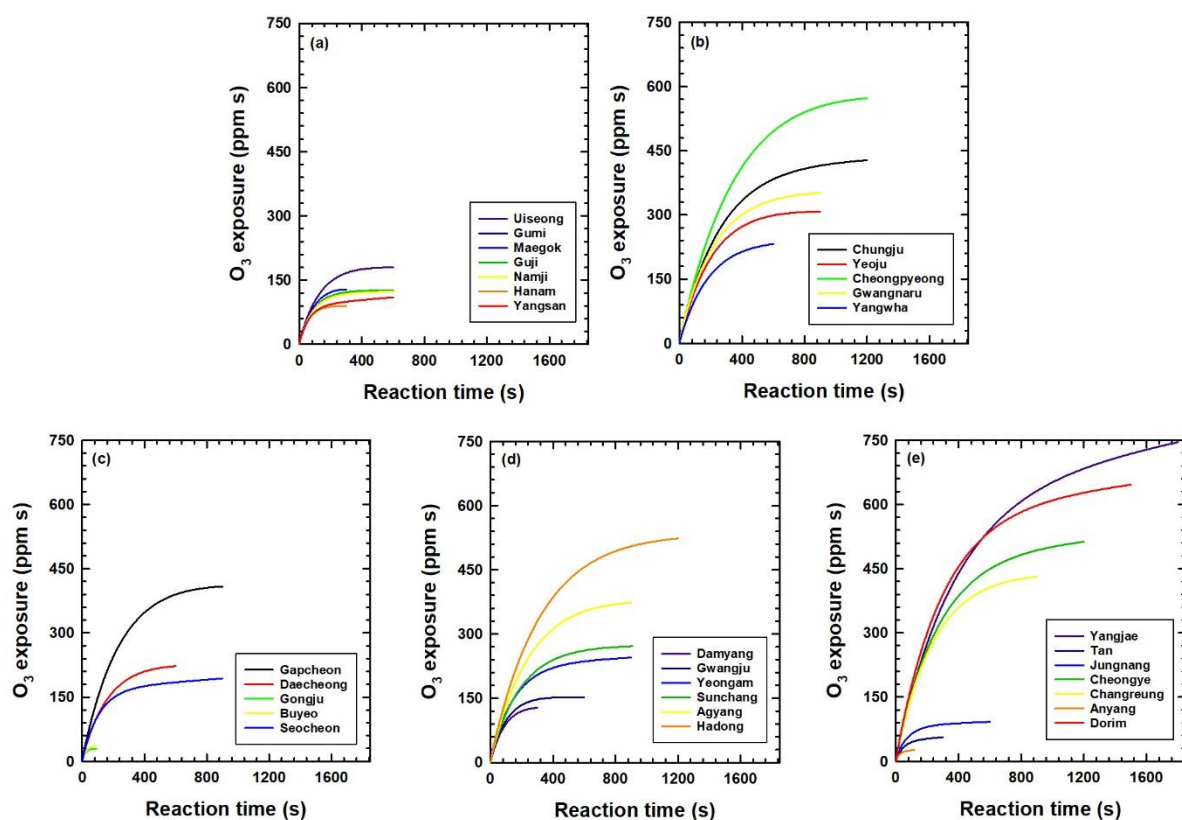 (a)
O3 exposure (ppm s)
750
600
450
300
150
0
0 400 800 1200 1600
Reaction time (s)
Uiseong
Gumi
Maegok
Guji
Namji
Hanam
Yangsan
(b)
O3 exposure (ppm s)
750
600
450
300
150
0
0 400 800 1200 1600
Reaction time (s)
Chungju
Yeoju
Cheongpyeong
Gwangnaru
Yangwha
(c)
O3 exposure (ppm s)
750
600
450
300
150
0
0 400 800 1200 1600
Reaction time (s)
Gapcheon
Daecheong
Gongju
Buyeo
Seocheon
(d)
O3 exposure (ppm s)
750
600
450
300
150
0
0 400 800 1200 1600
Reaction time (s)
Damyang
Gwangju
Yeongam
Sunchang
Agyang
Hadong
(e)
O3 exposure (ppm s)
750
600
450
300
150
0
0 400 800 1200 1600
Reaction time (s)
Yangjae
Tan
Jungnang
Cheongye
Changreung
Anyang
Dorim